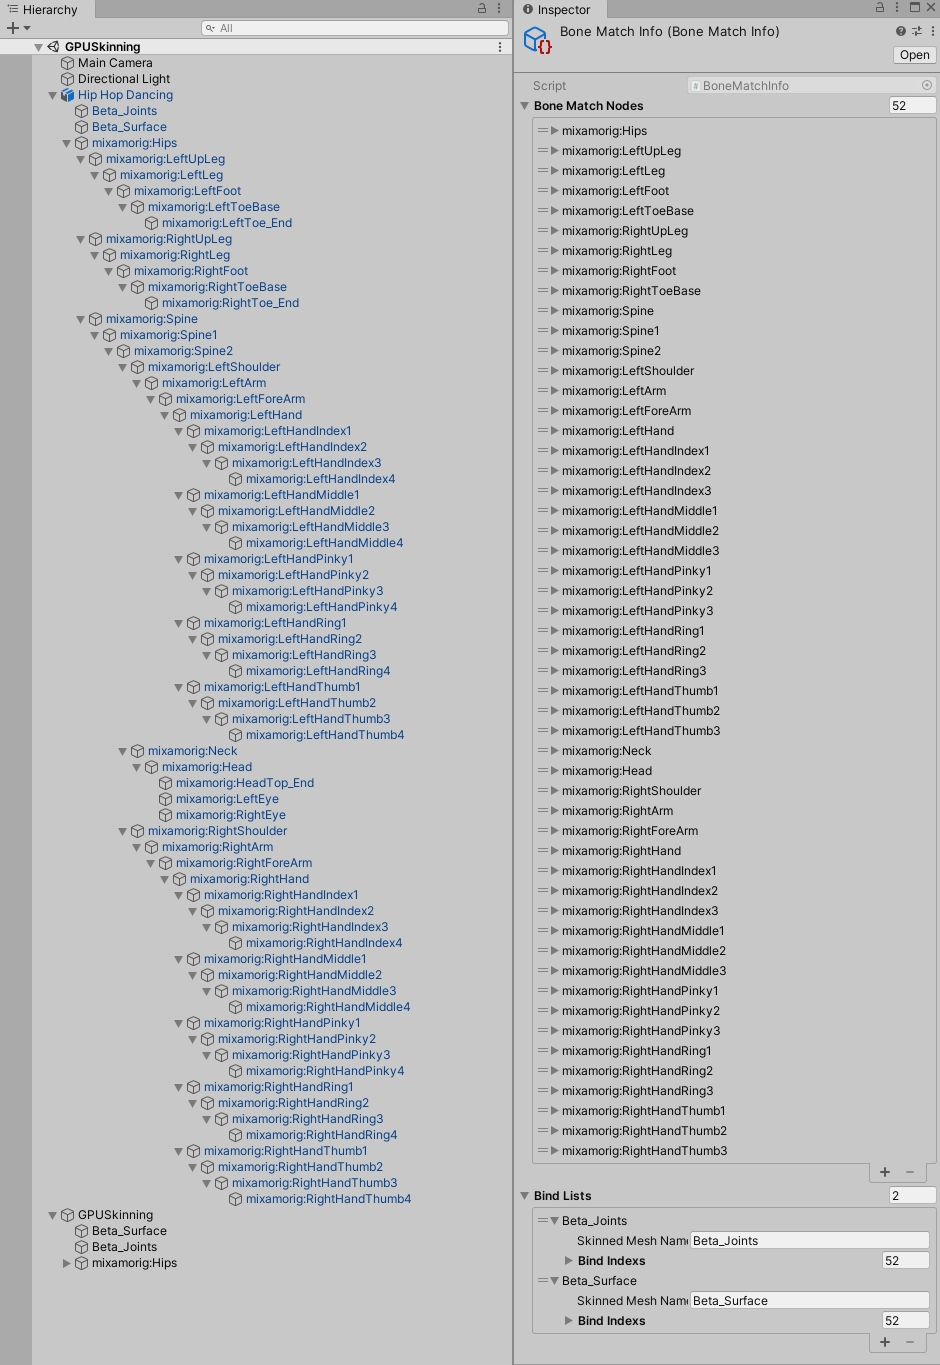 Hierarchy
All
GPUSkinning
Main Camera
Directional Light
Hip Hop Dancing
Beta_Joints
Beta_Surface
mixamorig:Hips
mixamorig:LeftUpLeg
mixamorig:LeftLeg
mixamorig:LeftFoot
mixamorig:LeftToeBase
mixamorig:LeftToe_End
mixamorig:RightUpLeg
mixamorig:RightLeg
mixamorig:RightFoot
mixamorig:RightToeBase
mixamorig:RightToe_End
mixamorig:Spine
mixamorig:Spine1
mixamorig:Spine2
mixamorig:LeftShoulder
mixamorig:LeftArm
mixamorig:LeftForeArm
mixamorig:LeftHand
mixamorig:LeftHandIndex1
mixamorig:LeftHandIndex2
mixamorig:LeftHandIndex3
mixamorig:LeftHandIndex4
mixamorig:LeftHandMiddle1
mixamorig:LeftHandMiddle2
mixamorig:LeftHandMiddle3
mixamorig:LeftHandMiddle4
mixamorig:LeftHandPinky1
mixamorig:LeftHandPinky2
mixamorig:LeftHandPinky3
mixamorig:LeftHandPinky4
mixamorig:LeftHandRing1
mixamorig:LeftHandRing2
mixamorig:LeftHandRing3
mixamorig:LeftHandRing4
mixamorig:LeftHandThumb1
mixamorig:LeftHandThumb2
mixamorig:LeftHandThumb3
mixamorig:LeftHandThumb4
mixamorig:Neck
mixamorig:Head
mixamorig:HeadTop_End
mixamorig:LeftEye
mixamorig:RightEye
mixamorig:RightShoulder
mixamorig:RightArm
mixamorig:RightForeArm
mixamorig:RightHand
mixamorig:RightHandIndex1
mixamorig:RightHandIndex2
mixamorig:RightHandIndex3
mixamorig:RightHandIndex4
mixamorig:RightHandMiddle1
mixamorig:RightHandMiddle2
mixamorig:RightHandMiddle3
mixamorig:RightHandMiddle4
mixamorig:RightHandPinky1
mixamorig:RightHandPinky2
mixamorig:RightHandPinky3
mixamorig:RightHandPinky4
mixamorig:RightHandRing1
mixamorig:RightHandRing2
mixamorig:RightHandRing3
mixamorig:RightHandRing4
mixamorig:RightHandThumb1
mixamorig:RightHandThumb2
mixamorig:RightHandThumb3
mixamorig:RightHandThumb4
GPUSkinning
Beta_Surface
Beta_Joints
mixamorig:Hips
Inspector
Bone Match Info (Bone Match Info)
Open
Script BoneMatchInfo
Bone Match Nodes 52
mixamorig:Hips
mixamorig:LeftUpLeg
mixamorig:LeftLeg
mixamorig:LeftFoot
mixamorig:LeftToeBase
mixamorig:RightUpLeg
mixamorig:RightLeg
mixamorig:RightFoot
mixamorig:RightToeBase
mixamorig:Spine
mixamorig:Spine1
mixamorig:Spine2
mixamorig:LeftShoulder
mixamorig:LeftArm
mixamorig:LeftForeArm
mixamorig:LeftHand
mixamorig:LeftHandIndex1
mixamorig:LeftHandIndex2
mixamorig:LeftHandIndex3
mixamorig:LeftHandMiddle1
mixamorig:LeftHandMiddle2
mixamorig:LeftHandMiddle3
mixamorig:LeftHandPinky1
mixamorig:LeftHandPinky2
mixamorig:LeftHandPinky3
mixamorig:LeftHandRing1
mixamorig:LeftHandRing2
mixamorig:LeftHandRing3
mixamorig:LeftHandThumb1
mixamorig:LeftHandThumb2
mixamorig:LeftHandThumb3
mixamorig:Neck
mixamorig:Head
mixamorig:RightShoulder
mixamorig:RightArm
mixamorig:RightForeArm
mixamorig:RightHand
mixamorig:RightHandIndex1
mixamorig:RightHandIndex2
mixamorig:RightHandIndex3
mixamorig:RightHandMiddle1
mixamorig:RightHandMiddle2
mixamorig:RightHandMiddle3
mixamorig:RightHandPinky1
mixamorig:RightHandPinky2
mixamorig:RightHandPinky3
mixamorig:RightHandRing1
mixamorig:RightHandRing2
mixamorig:RightHandRing3
mixamorig:RightHandThumb1
mixamorig:RightHandThumb2
mixamorig:RightHandThumb3
Bind Lists 2
Beta_Joints
Skinned Mesh Name Beta_Joints
Bind Indexs 52
Beta_Surface
Skinned Mesh Name Beta_Surface
Bind Indexs 52